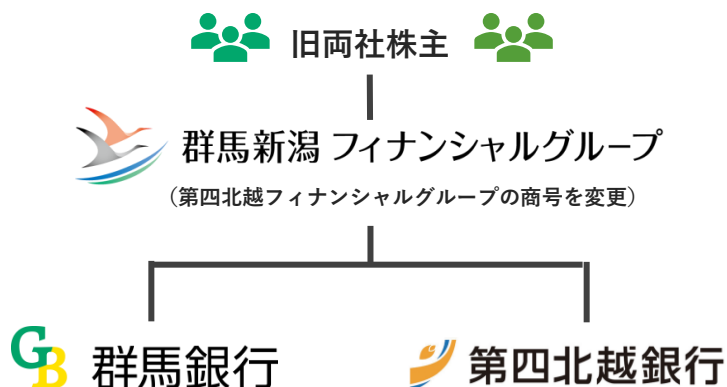 旧両社株主
群馬新潟 フィナンシャルグループ
（第四北越フィナンシャルグループの商号を変更）
GB 群馬銀行
第四北越銀行